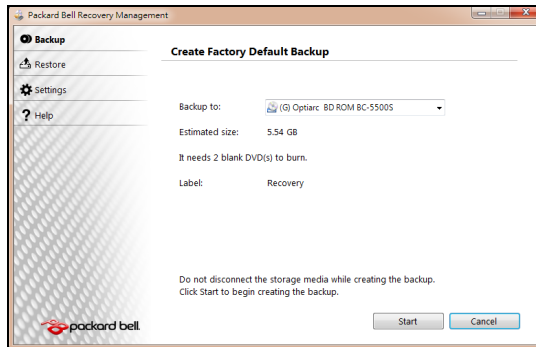 Packard Bell Recovery Management
Backup
Restore
Settings
Help
Create Factory Default Backup
Backup to: (G) Optiarc BD ROM BC-5500S
Estimated size: 5.54 GB
It needs 2 blank DVD(s) to burn.
Label: Recovery
Do not disconnect the storage media while creating the backup.
Click Start to begin creating the backup.
packard bell.
Start Cancel